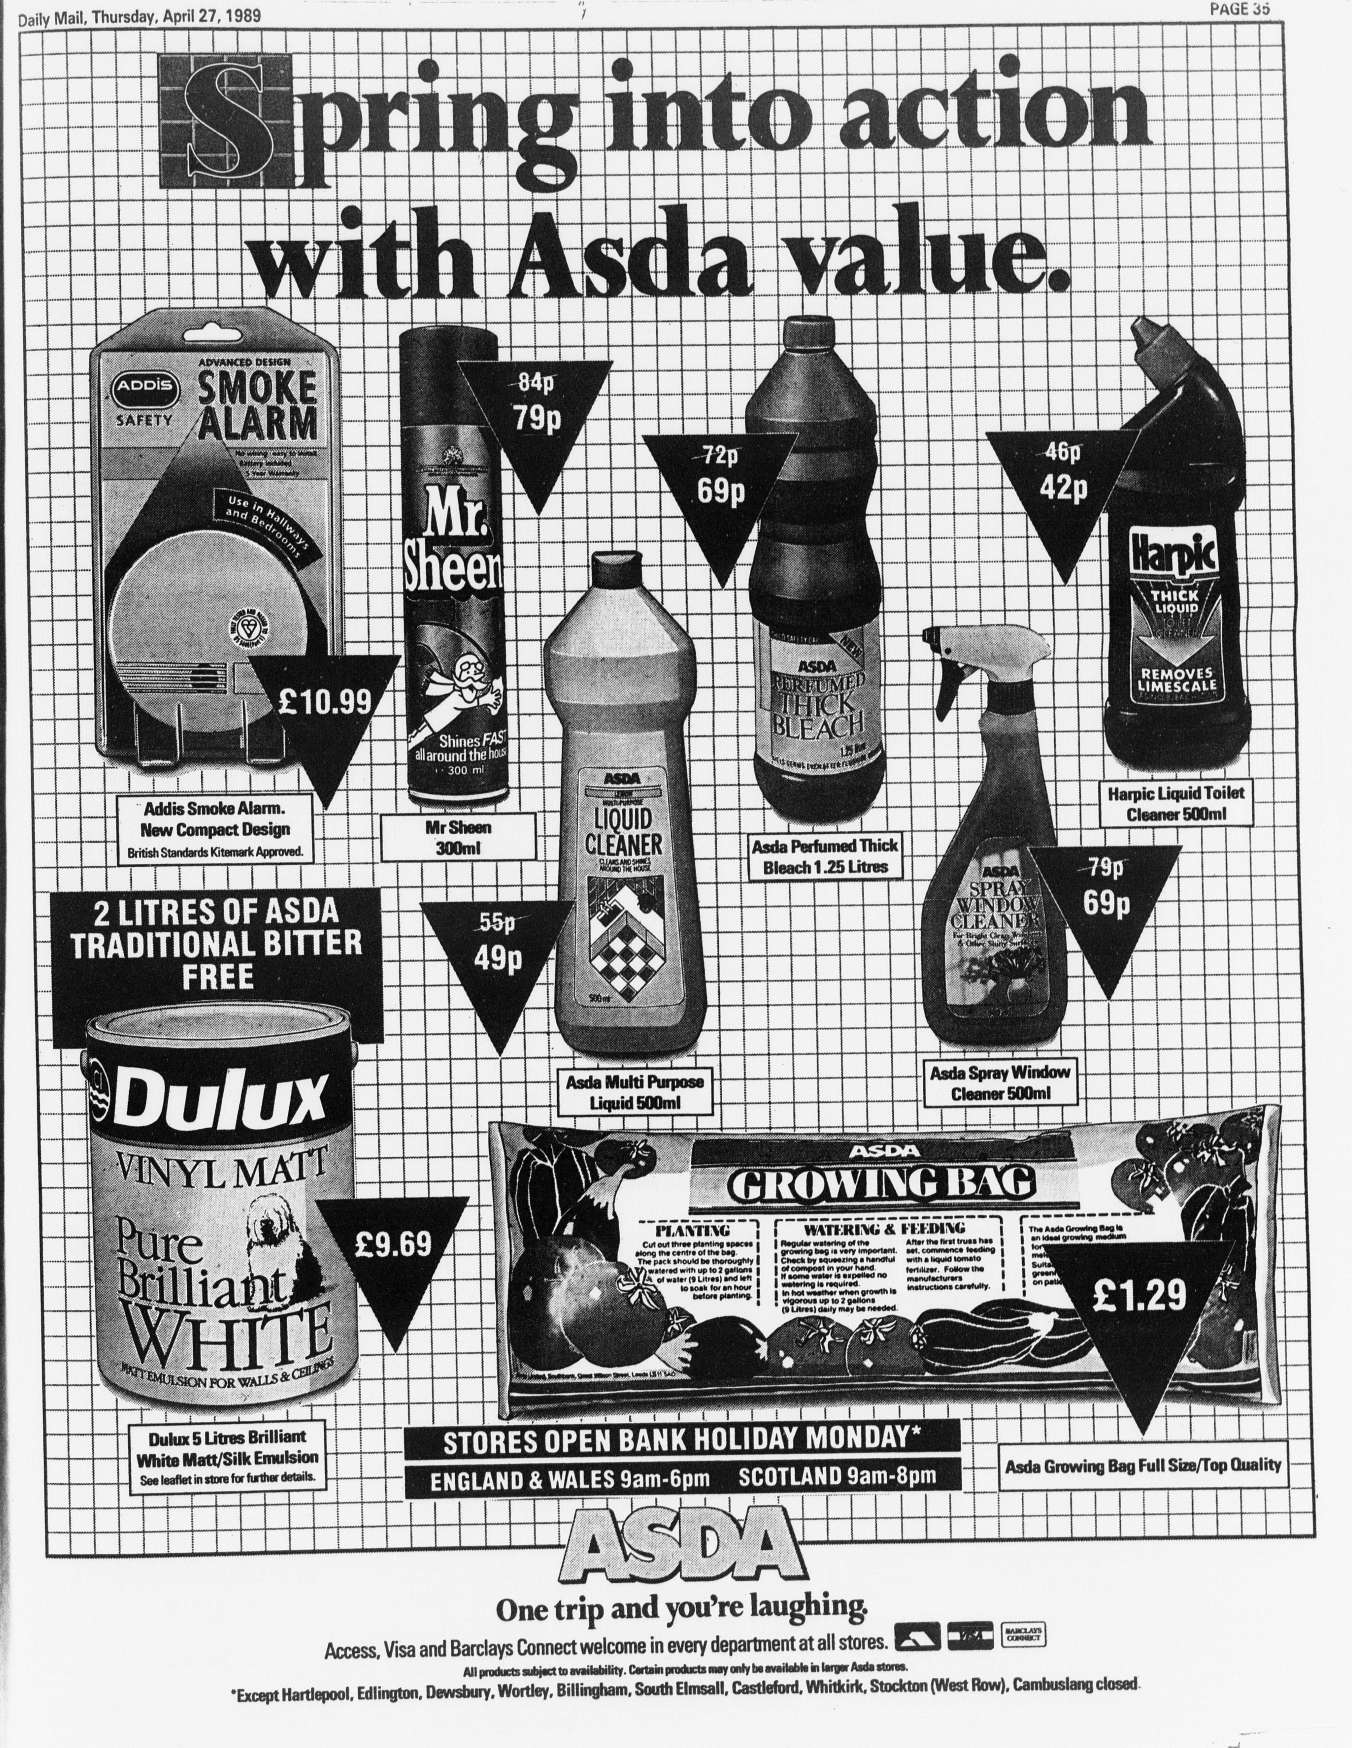 Daily Mail, Thursday, April 27, 1989
PAGE 35
Spring into action
with Asda value.
ADVANCED DESIGN
ADDIS
SAFETY
SMOKE
ALARM
No wiring - easy to install
Battery included
5 Year Warranty
Use in Hallways
and Bedrooms
£10.99
Addis Smoke Alarm.
New Compact Design
British Standards Kitemark Approved.
84p
79p
Mr.
Sheen
Shines FAST
all around the house
300 ml
Mr Sheen
300ml
72p
69p
NEW
ASDA
PERFUMED
THICK
BLEACH
Asda Perfumed Thick
Bleach 1.25 Litres
46p
42p
Harpic
THICK
LIQUID
REMOVES
LIMESCALE
Harpic Liquid Toilet
Cleaner 500ml
55p
49p
ASDA
MULTI-PURPOSE
LIQUID
CLEANER
CLEANS AND SHINES
AROUND THE HOUSE
500ml
Asda Multi Purpose
Liquid 500ml
79p
69p
ASDA
SPRAY
WINDOW
CLEANER
Asda Spray Window
Cleaner 500ml
2 LITRES OF ASDA
TRADITIONAL BITTER
FREE
Dulux
VINYL MATT
Pure
Brilliant
WHITE
MATT EMULSION FOR WALLS & CEILINGS
£9.69
Dulux 5 Litres Brilliant
White Matt/Silk Emulsion
See leaflet in store for further details.
ASDA
GROWING BAG
PLANTING
Cut out three planting spaces
along the centre of the bag.
The pack should be thoroughly
watered with up to 2 gallons
of water (9 Litres) and left
to soak for an hour
before planting.
WATERING & FEEDING
Regular watering of the
growing bag is very important.
Check by squeezing a handful
of compost in your hand.
If some water is expelled no
watering is required.
In hot weather when growth is
vigorous up to 2 gallons
(9 Litres) daily may be needed.
After the first truss has
set, commence feeding
with a liquid tomato
fertilizer. Follow the
manufacturers
instructions carefully.
The Asda Growing Bag is
an ideal growing medium
£1.29
Asda Growing Bag Full Size/Top Quality
STORES OPEN BANK HOLIDAY MONDAY*
ENGLAND & WALES 9am-6pm SCOTLAND 9am-8pm
ASDA
One trip and you're laughing.
Access, Visa and Barclays Connect welcome in every department at all stores.
VISA
BARCLAYS
CONNECT
All products subject to availability. Certain products may only be available in larger Asda stores.
*Except Hartlepool, Edlington, Dewsbury, Wortley, Billingham, South Elmsall, Castleford, Whitkirk, Stockton (West Row), Cambuslang closed.